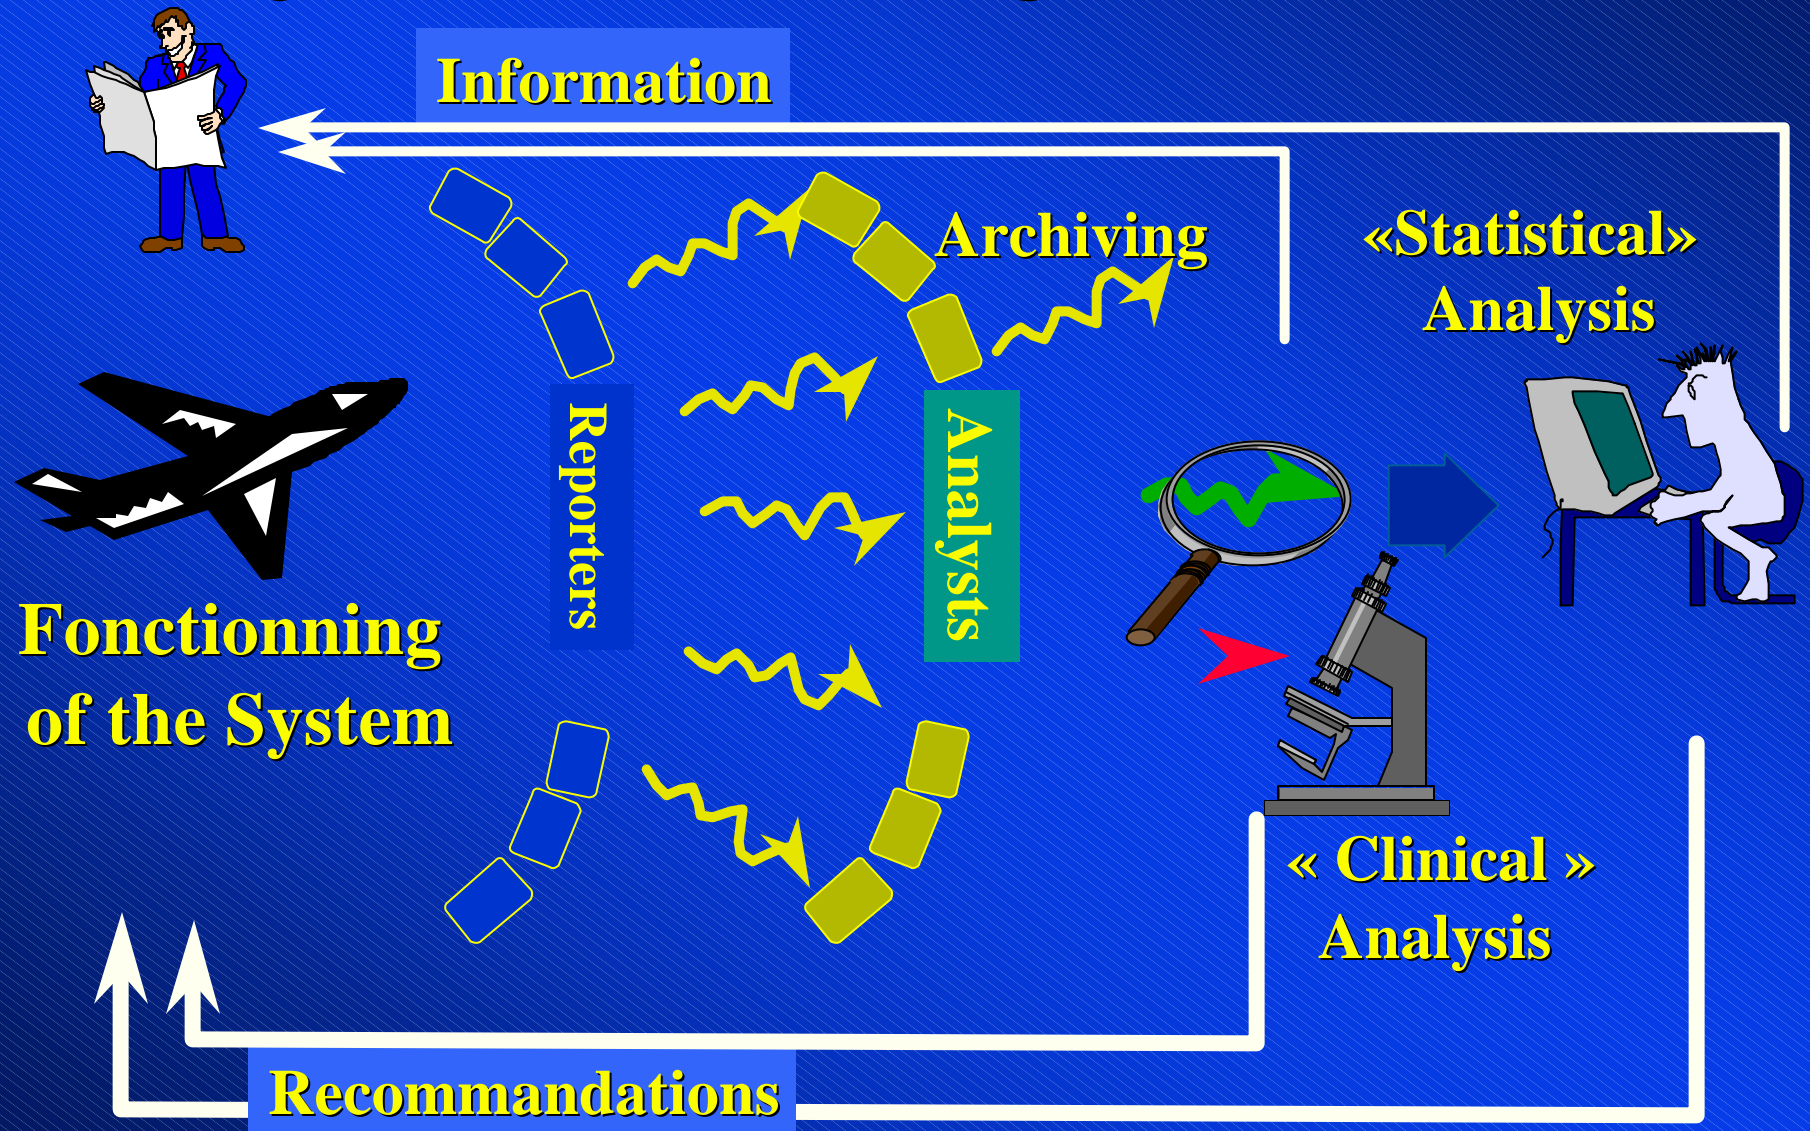 Information
Archiving
«Statistical»
Analysis
Reporters
Analysts
Fonctionning
of the System
« Clinical »
Analysis
Recommandations